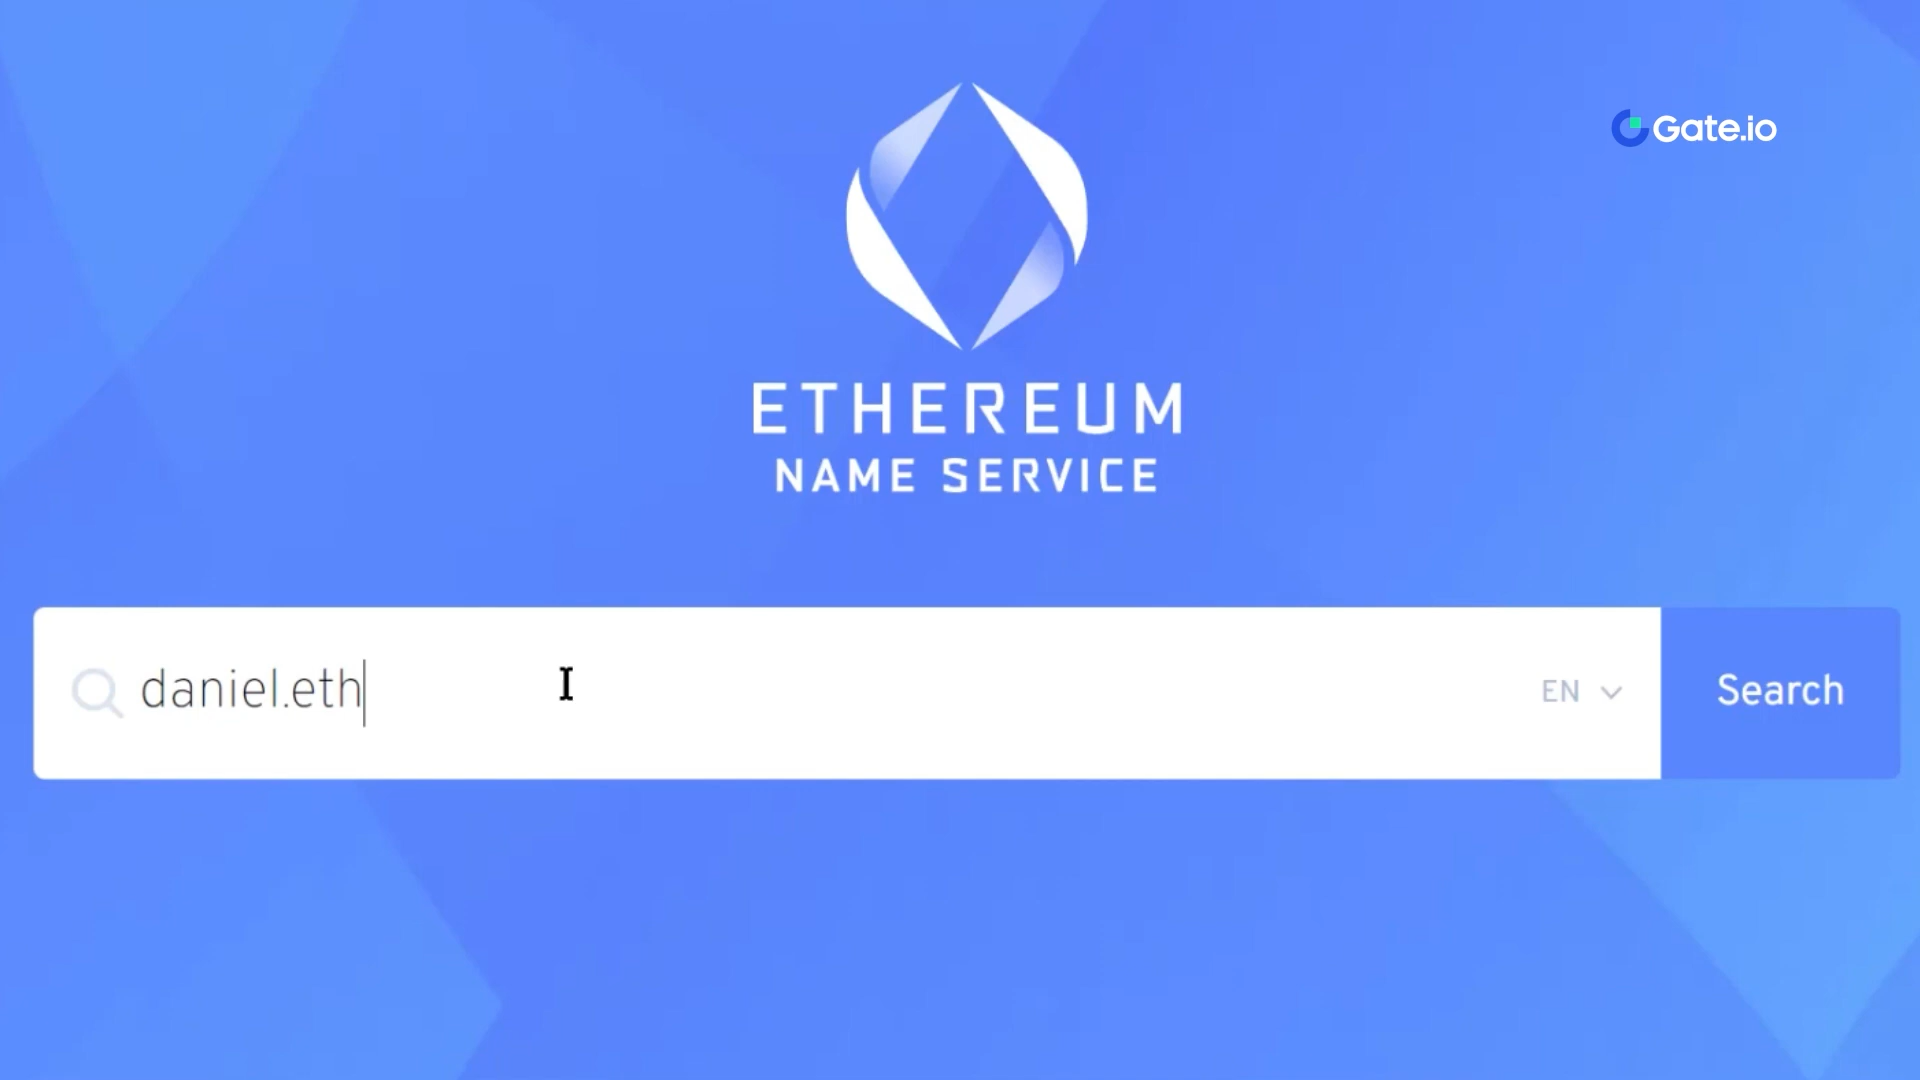 Gate.io
ETHEREUM
NAME SERVICE
daniel.eth
EN
Search